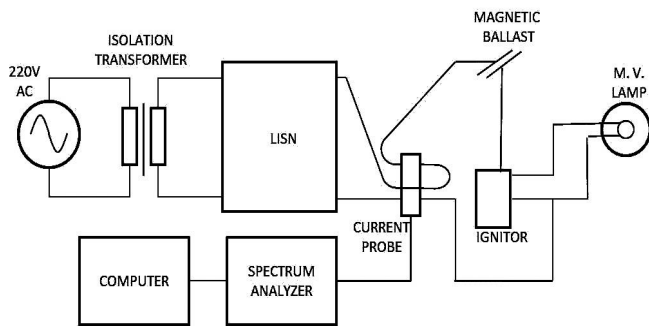 MAGNETIC
BALLAST
ISOLATION
TRANSFORMER
220V
AC
M. V.
LAMP
LISN
CURRENT
PROBE
IGNITOR
COMPUTER
SPECTRUM
ANALYZER